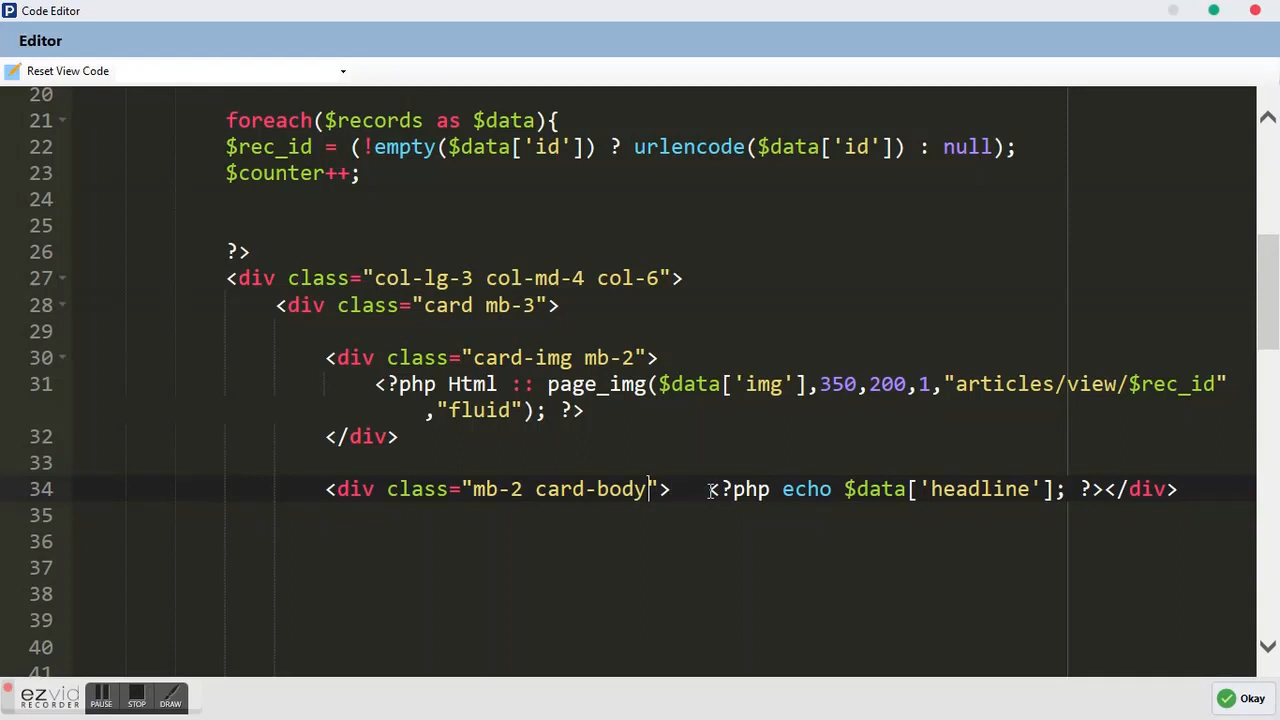 Code Editor
Editor
Reset View Code
20
21 foreach($records as $data){
22 $rec_id = (!empty($data['id']) ? urlencode($data['id']) : null);
23 $counter++;
24
25
26 ?>
27 <div class="col-lg-3 col-md-4 col-6">
28 <div class="card mb-3">
29
30 <div class="card-img mb-2">
31 <?php Html :: page_img($data['img'],350,200,1,"articles/view/$rec_id"
,"fluid"); ?>
32 </div>
33
34 <div class="mb-2 card-body"> <?php echo $data['headline']; ?></div>
35
36
37
38
39
40
41
ezvid
RECORDER
PAUSE STOP DRAW
Okay